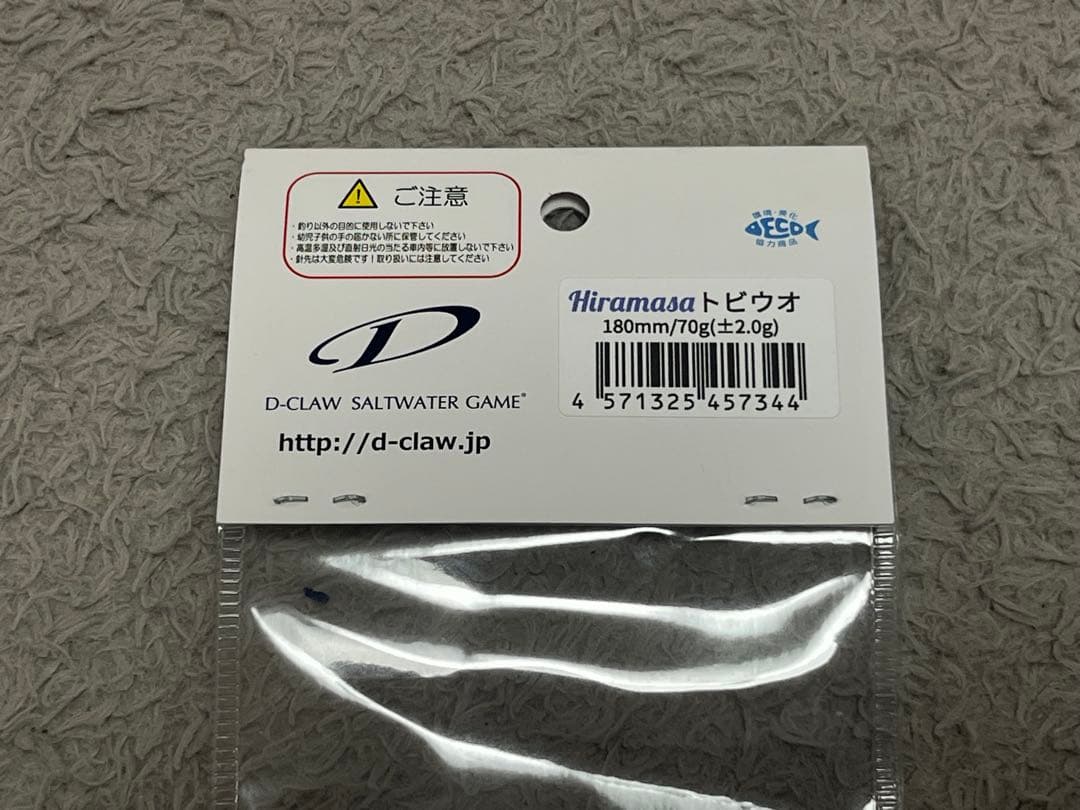 ご注意
・釣り以外の目的に使用しないで下さい
・幼児子供の手の届かない所に保管してください
・高温多湿及び直射日光の当たる車内等に放置しないで下さい
・針先は大変危険です！取り扱いには注意してください
D
D-CLAW SALTWATER GAME®
http://d-claw.jp
環境・美化
DECO
協力商品
Hiramasaトビウオ
180mm/70g(±2.0g)
4 571325 457344